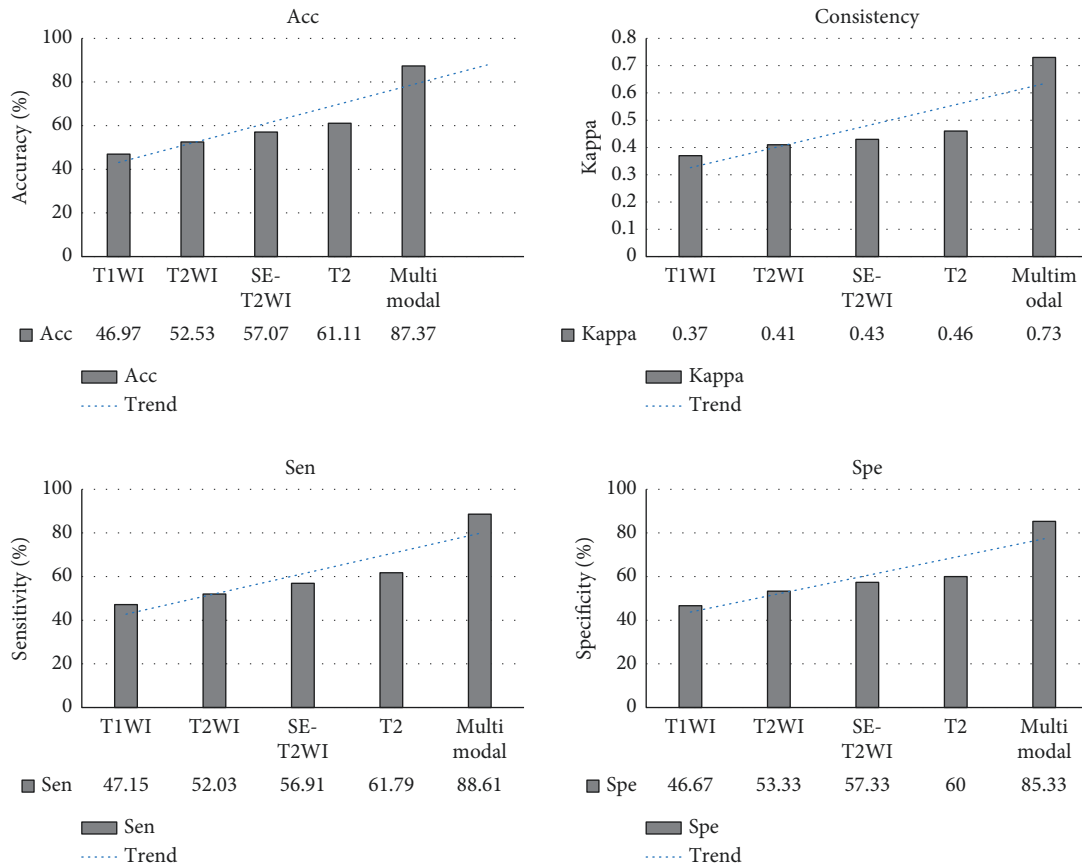 Acc
Accuracy (%)
100
80
60
40
20
0
T1WI T2WI SE- T2 Multi
T2WI modal
Acc 46.97 52.53 57.07 61.11 87.37
Acc
Trend
Consistency
Kappa
0.8
0.7
0.6
0.5
0.4
0.3
0.2
0.1
0
T1WI T2WI SE- T2 Multim
T2WI odal
Kappa 0.37 0.41 0.43 0.46 0.73
Kappa
Trend
Sen
Sensitivity (%)
100
80
60
40
20
0
T1WI T2WI SE- T2 Multi
T2WI modal
Sen 47.15 52.03 56.91 61.79 88.61
Sen
Trend
Spe
Specificity (%)
100
80
60
40
20
0
T1WI T2WI SE- T2 Multi
T2WI modal
Spe 46.67 53.33 57.33 60 85.33
Spe
Trend